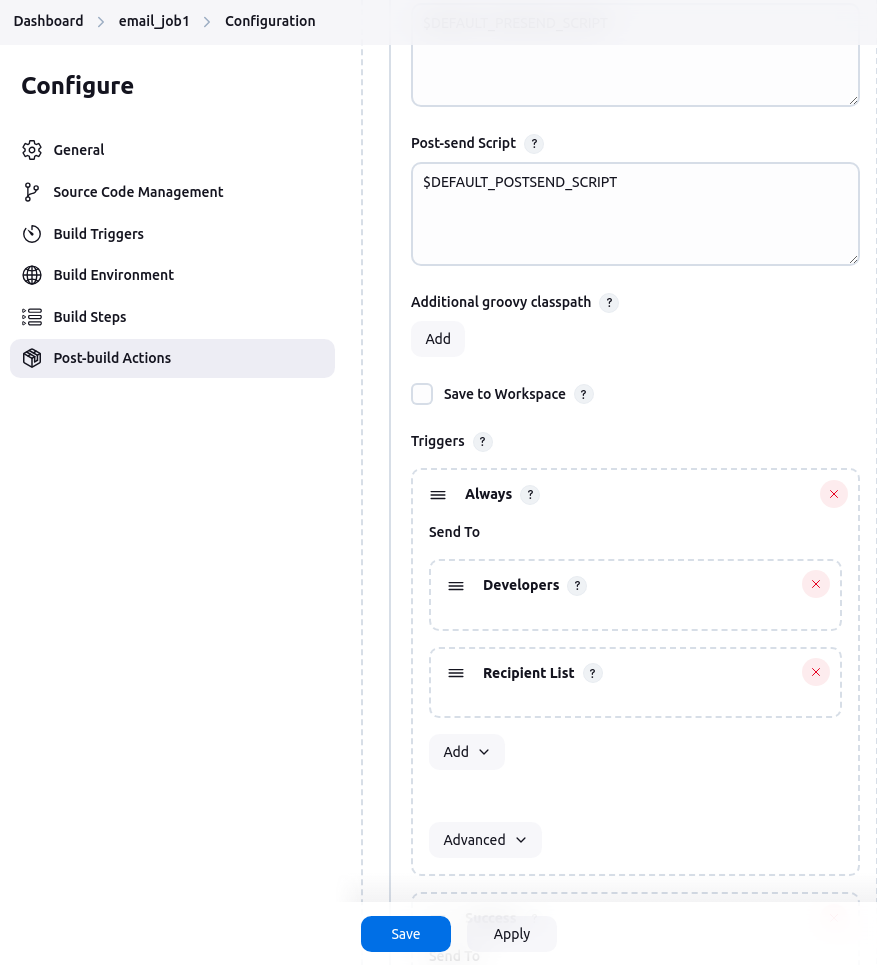 Dashboard > email_job1 > Configuration
$DEFAULT_PRESEND_SCRIPT
Configure
General
Source Code Management
Build Triggers
Build Environment
Build Steps
Post-build Actions
Post-send Script ?
$DEFAULT_POSTSEND_SCRIPT
Additional groovy classpath ?
Add
Save to Workspace ?
Triggers ?
Always ?
Send To
Developers ?
Recipient List ?
Add
Advanced
Success
Save
Apply
Send To